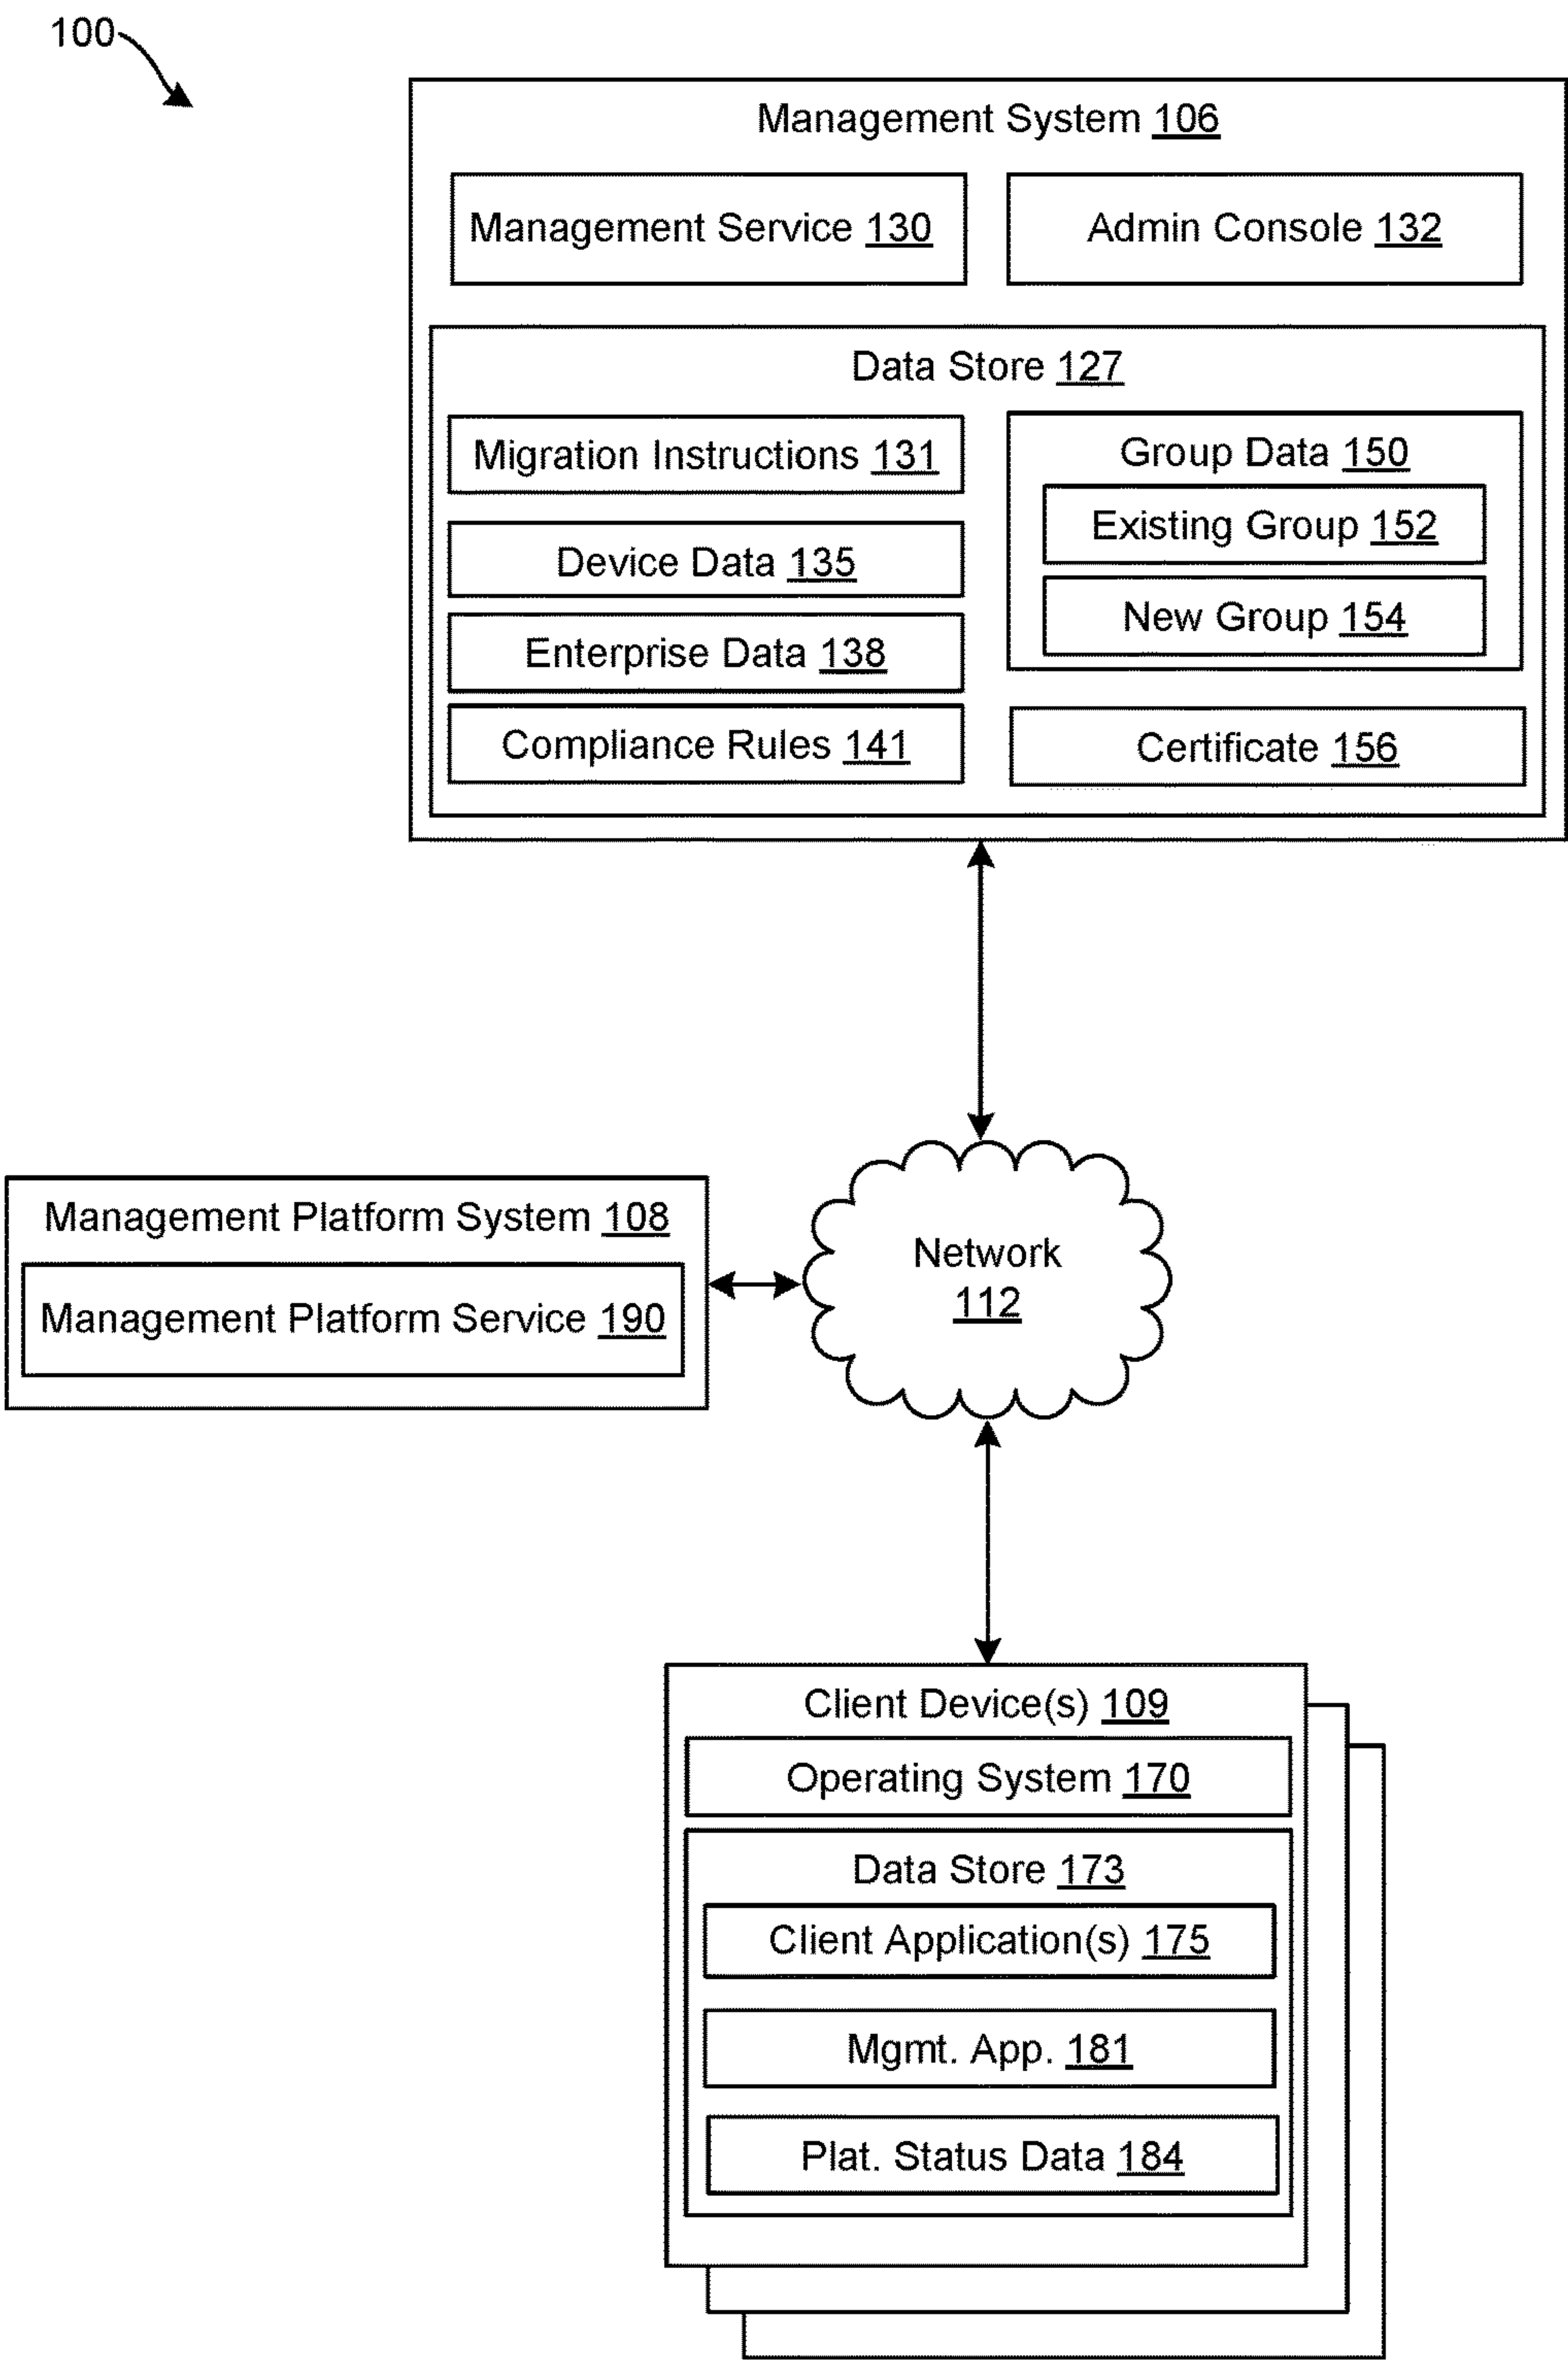 100
Management System 106
Management Service 130
Admin Console 132
Data Store 127
Migration Instructions 131
Device Data 135
Enterprise Data 138
Compliance Rules 141
Group Data 150
Existing Group 152
New Group 154
Certificate 156
Management Platform System 108
Management Platform Service 190
Network
112
Client Device(s) 109
Operating System 170
Data Store 173
Client Application(s) 175
Mgmt. App. 181
Plat. Status Data 184